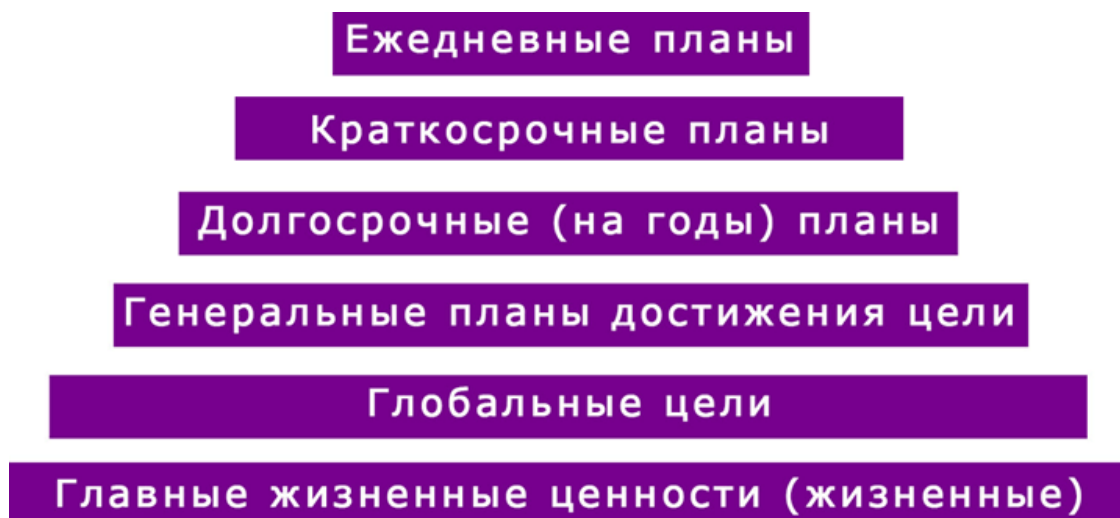 Ежедневные планы
Краткосрочные планы
Долгосрочные (на годы) планы
Генеральные планы достижения цели
Глобальные цели
Главные жизненные ценности (жизненные)